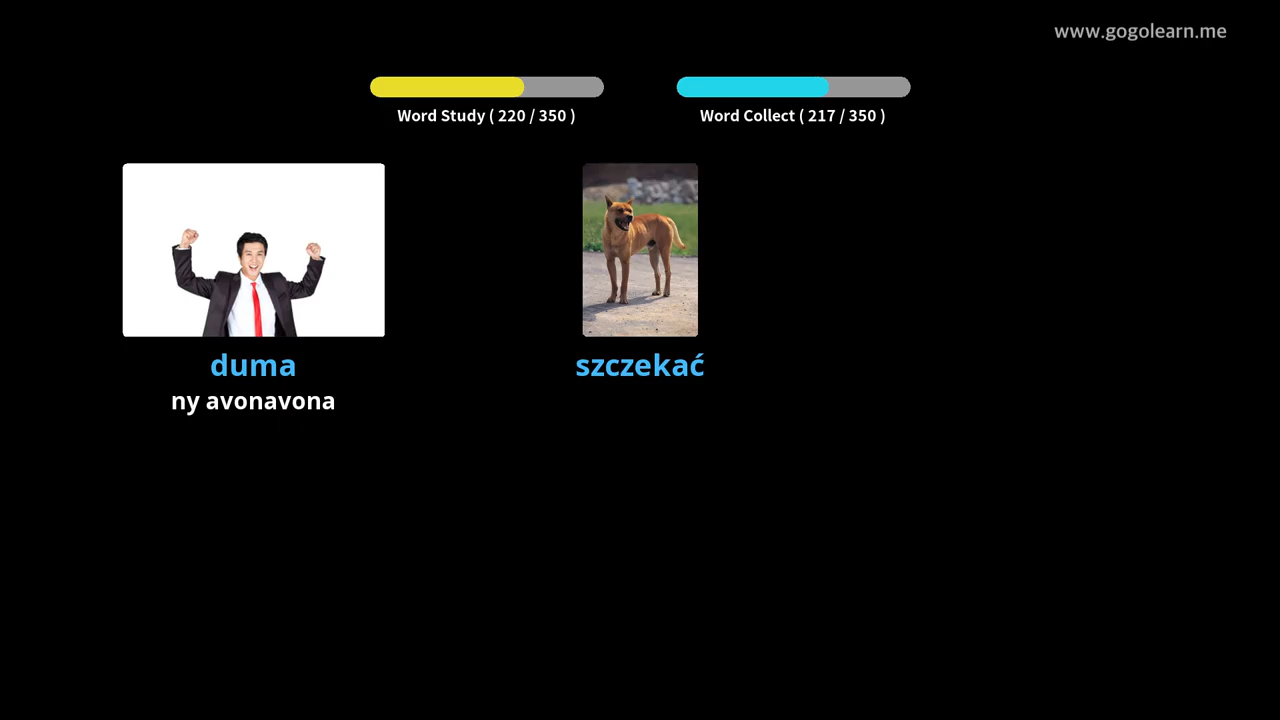 www.gogolearn.me
Word Study ( 220 / 350 )
Word Collect ( 217 / 350 )
duma
szczekać
ny avonavona